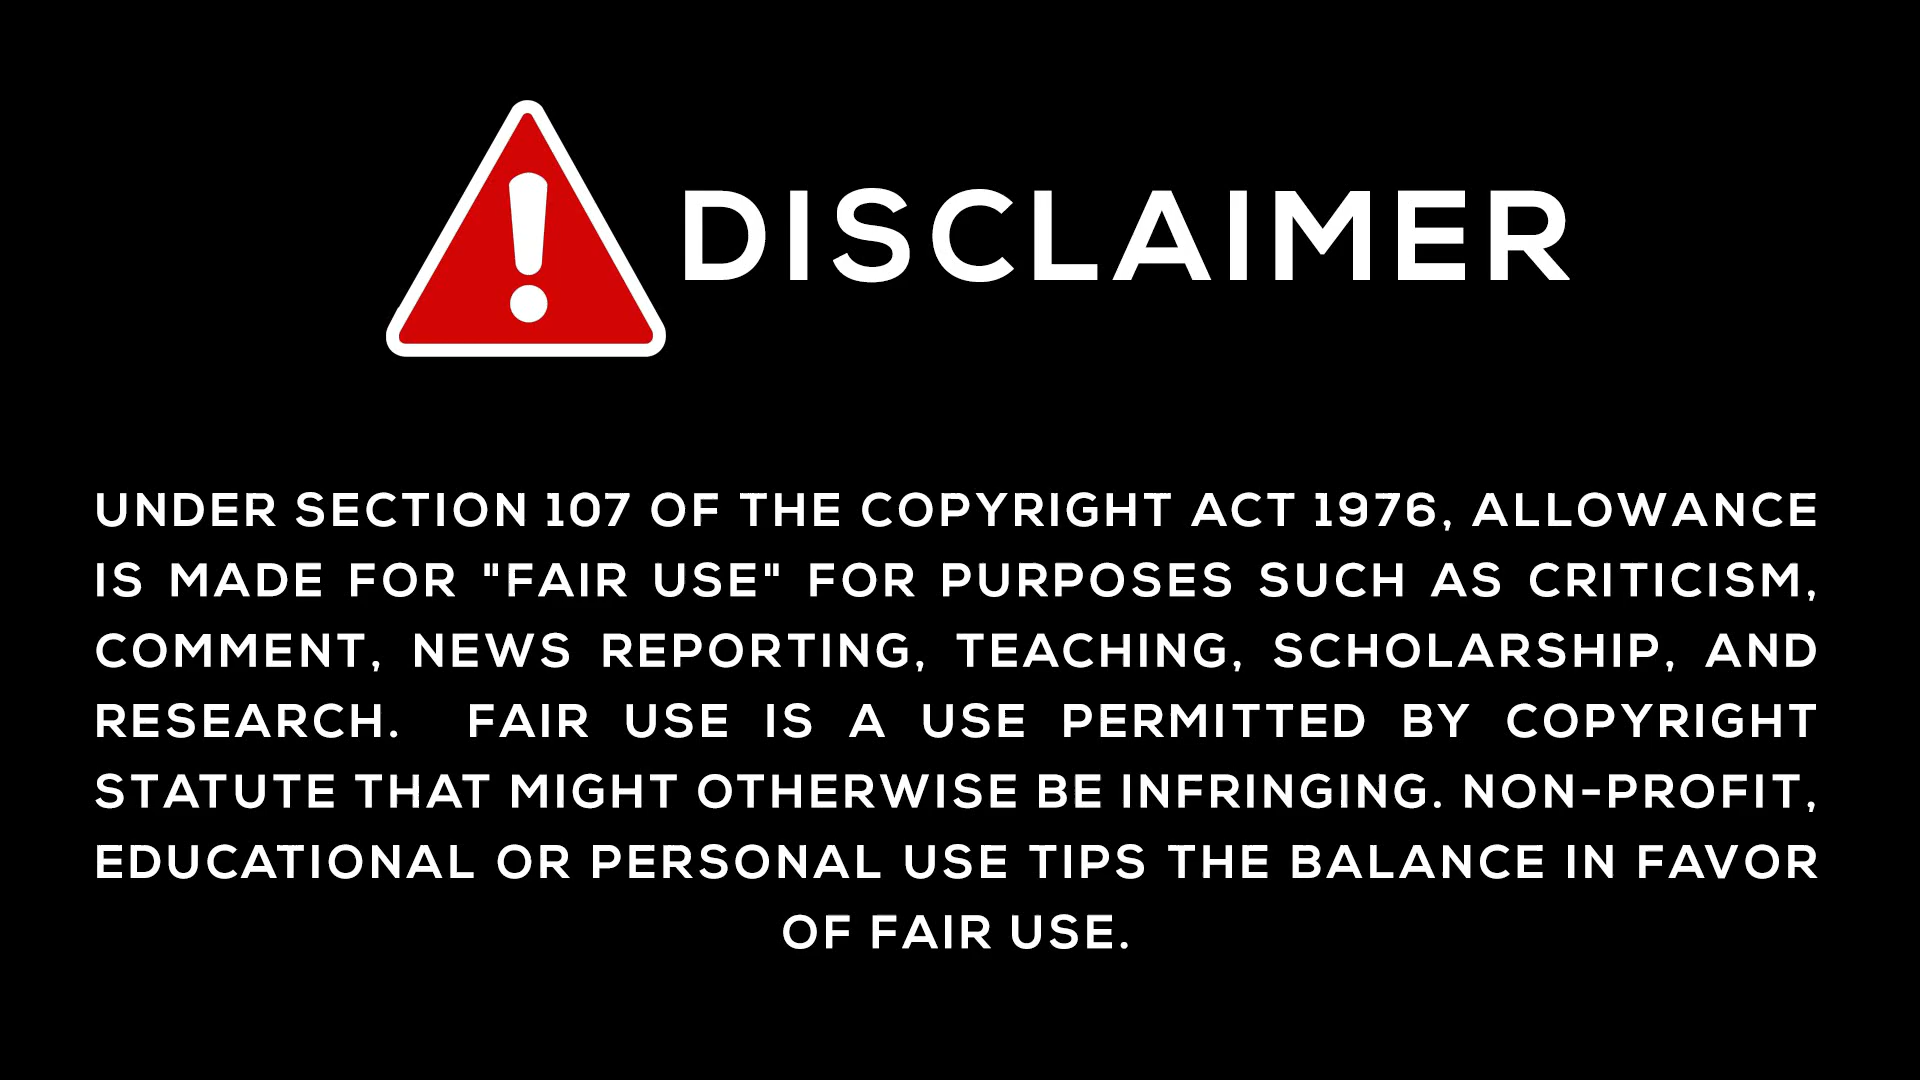 DISCLAIMER
UNDER SECTION 107 OF THE COPYRIGHT ACT 1976, ALLOWANCE
IS MADE FOR "FAIR USE" FOR PURPOSES SUCH AS CRITICISM,
COMMENT, NEWS REPORTING, TEACHING, SCHOLARSHIP, AND
RESEARCH. FAIR USE IS A USE PERMITTED BY COPYRIGHT
STATUTE THAT MIGHT OTHERWISE BE INFRINGING. NON-PROFIT,
EDUCATIONAL OR PERSONAL USE TIPS THE BALANCE IN FAVOR
OF FAIR USE.